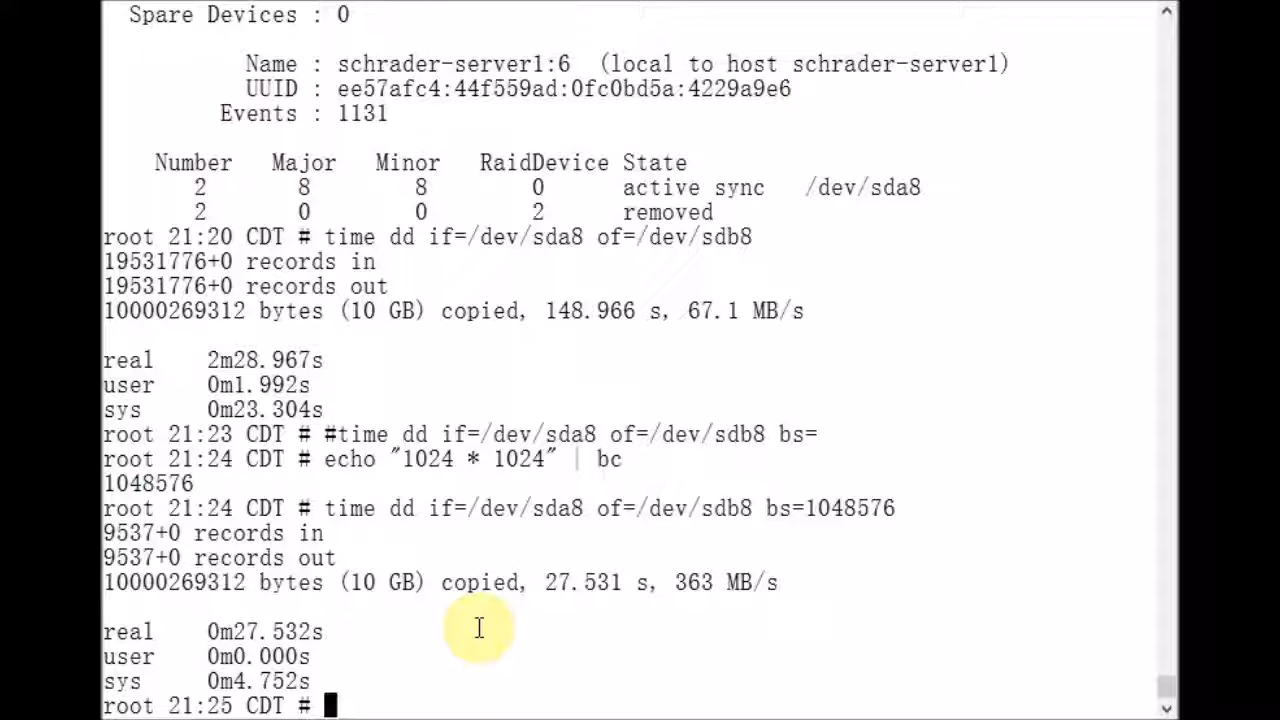 Spare Devices : 0
Name : schrader-server1:6 (local to host schrader-server1)
UUID : ee57afc4:44f559ad:0fc0bd5a:4229a9e6
Events : 1131
Number Major Minor RaidDevice State
2 8 8 0 active sync /dev/sda8
2 0 0 2 removed
root 21:20 CDT # time dd if=/dev/sda8 of=/dev/sdb8
19531776+0 records in
19531776+0 records out
10000269312 bytes (10 GB) copied, 148.966 s, 67.1 MB/s
real 2m28.967s
user 0m1.992s
sys 0m23.304s
root 21:23 CDT # #time dd if=/dev/sda8 of=/dev/sdb8 bs=
root 21:24 CDT # echo "1024 * 1024" | bc
1048576
root 21:24 CDT # time dd if=/dev/sda8 of=/dev/sdb8 bs=1048576
9537+0 records in
9537+0 records out
10000269312 bytes (10 GB) copied, 27.531 s, 363 MB/s
real 0m27.532s
user 0m0.000s
sys 0m4.752s
root 21:25 CDT #